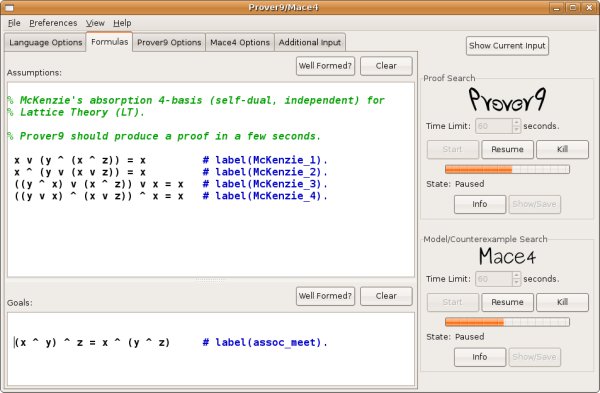 Prover9/Mace4
File Preferences View Help
Language Options Formulas Prover9 Options Mace4 Options Additional Input
Show Current Input
Assumptions:
Well Formed? Clear
% McKenzie's absorption 4-basis (self-dual, independent) for
% Lattice Theory (LT).
% Prover9 should produce a proof in a few seconds.
x v (y ^ (x ^ z)) = x # label(McKenzie_1).
x ^ (y v (x v z)) = x # label(McKenzie_2).
((y ^ x) v (x ^ z)) v x = x # label(McKenzie_3).
((y v x) ^ (x v z)) ^ x = x # label(McKenzie_4).
Goals:
Well Formed? Clear
(x ^ y) ^ z = x ^ (y ^ z) # label(assoc_meet).
Proof Search
Prover9
Time Limit: 60 seconds.
Start Resume Kill
State: Paused
Info Show/Save
Model/Counterexample Search
Mace4
Time Limit: 60 seconds.
Start Resume Kill
State: Paused
Info Show/Save